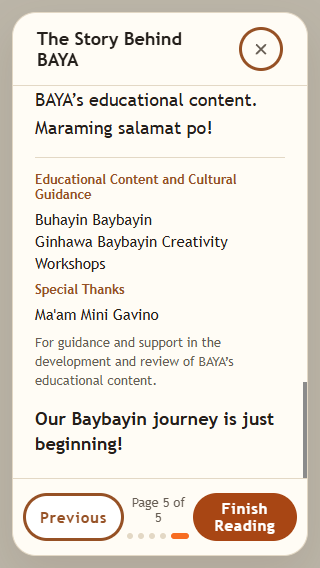 The Story Behind
BAYA
BAYA’s educational content.
Maraming salamat po!
Educational Content and Cultural
Guidance
Buhayin Baybayin
Ginhawa Baybayin Creativity
Workshops
Special Thanks
Ma'am Mini Gavino
For guidance and support in the
development and review of BAYA’s
educational content.
Our Baybayin journey is just
beginning!
Previous
Page 5 of
5
Finish
Reading